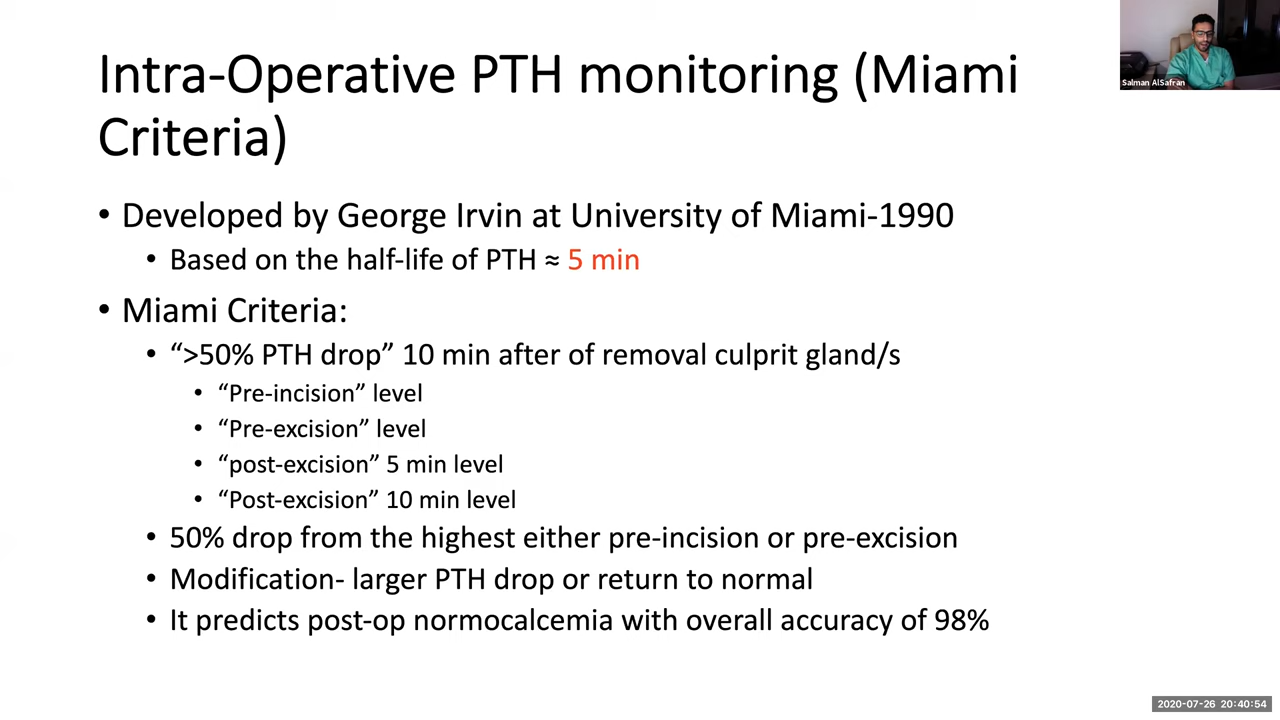 Intra-Operative PTH monitoring (Miami
Criteria)
• Developed by George Irvin at University of Miami-1990
• Based on the half-life of PTH ≈ 5 min
• Miami Criteria:
• “>50% PTH drop” 10 min after of removal culprit gland/s
• “Pre-incision” level
• “Pre-excision” level
• “post-excision” 5 min level
• “Post-excision” 10 min level
• 50% drop from the highest either pre-incision or pre-excision
• Modification- larger PTH drop or return to normal
• It predicts post-op normocalcemia with overall accuracy of 98%
Salman AlSafran
2020-07-26 20:40:54